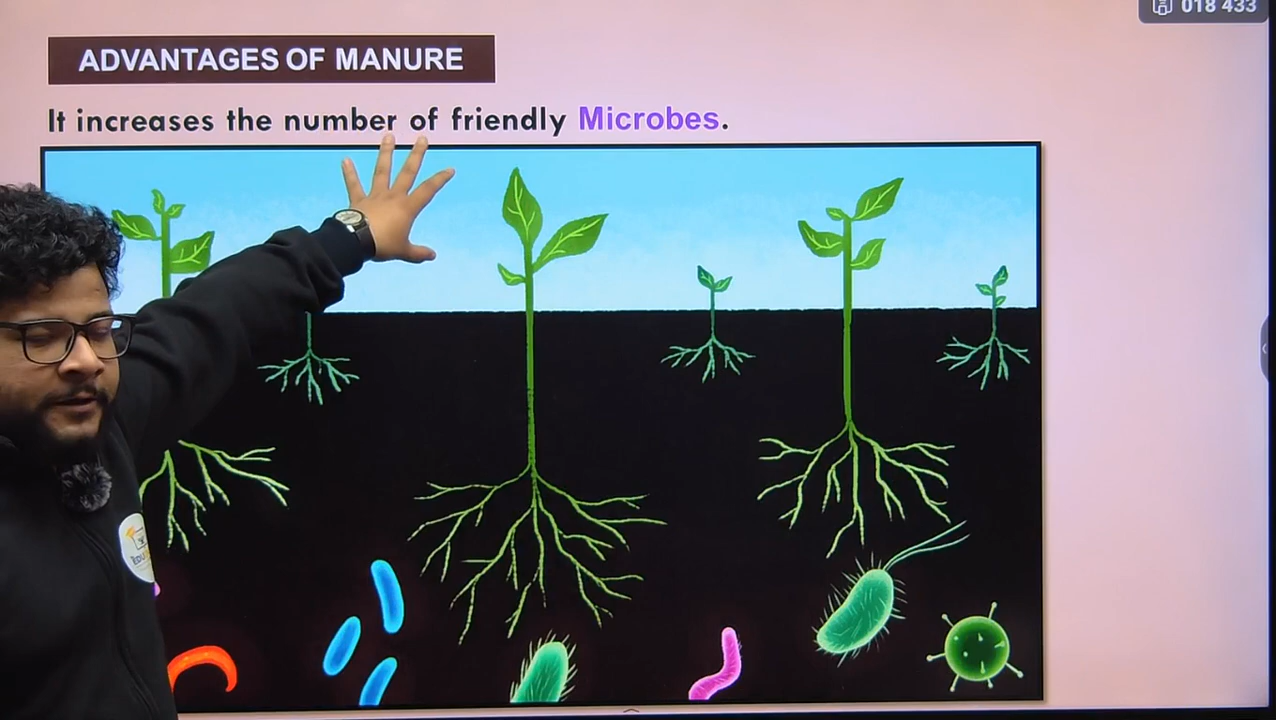 018 433
ADVANTAGES OF MANURE
It increases the number of friendly Microbes.